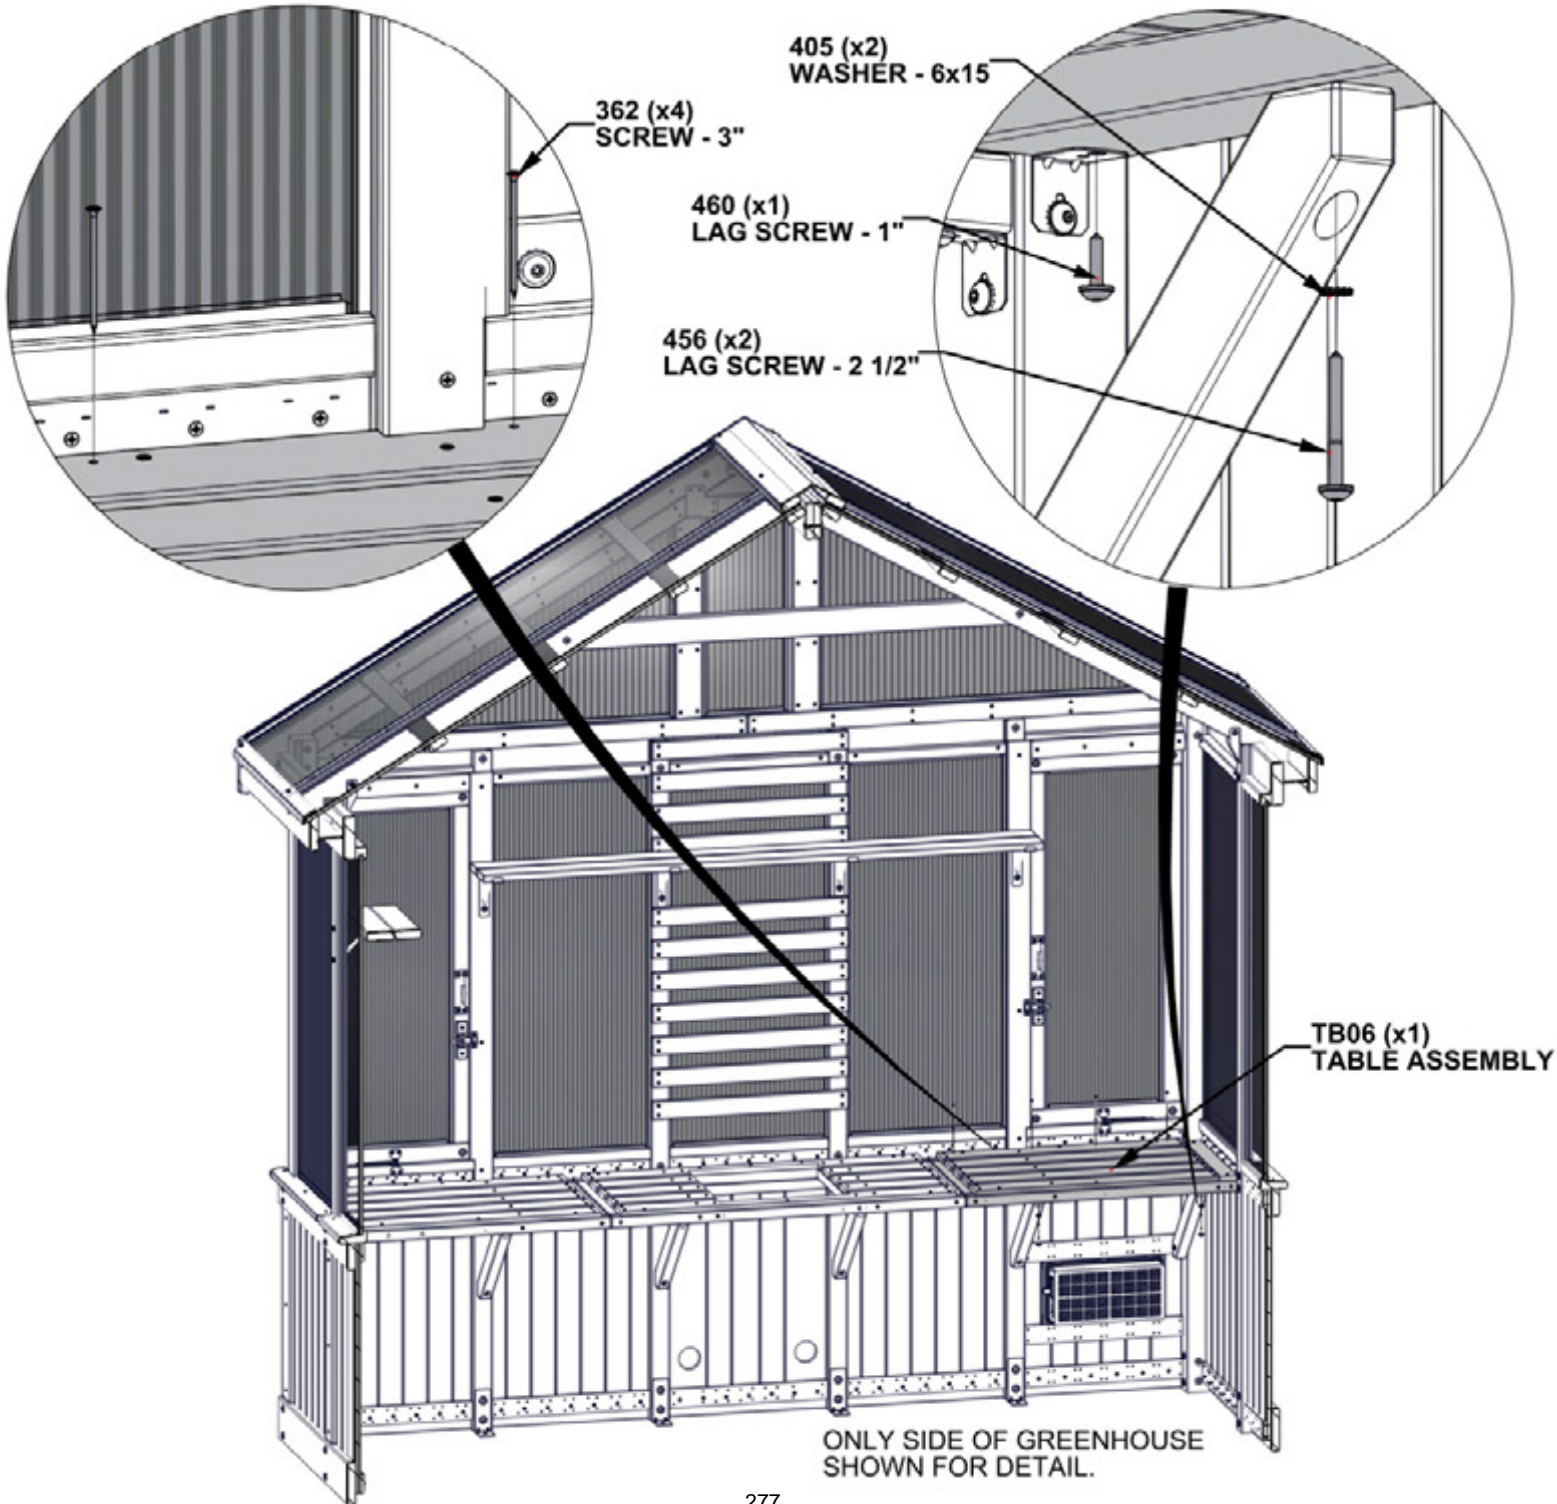 405 (x2)
WASHER - 6x15
362 (x4)
SCREW - 3"
460 (x1)
LAG SCREW - 1"
456 (x2)
LAG SCREW - 2 1/2"
TB06 (x1)
TABLE ASSEMBLY
ONLY SIDE OF GREENHOUSE
SHOWN FOR DETAIL.
277